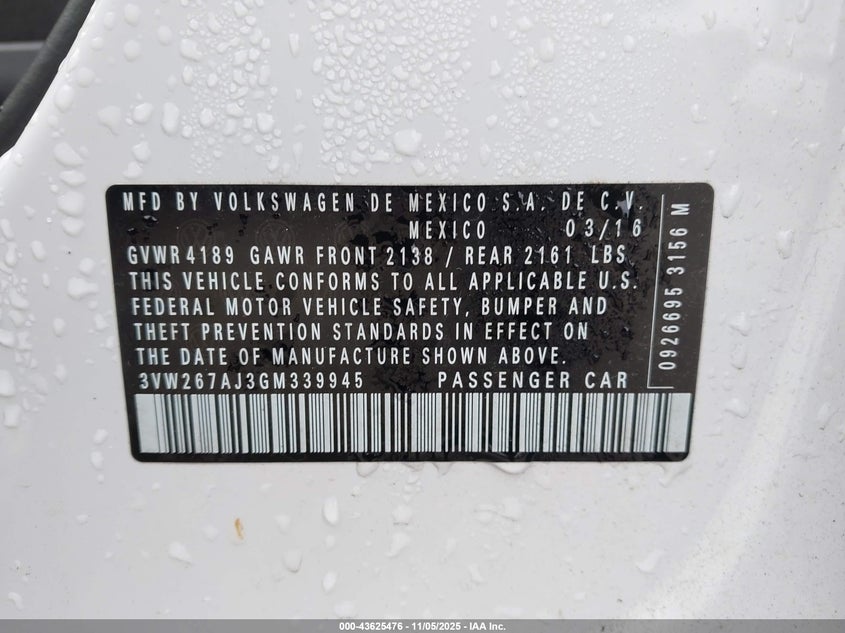 MFD BY VOLKSWAGEN DE MEXICO S.A. DE C.V.
MEXICO 03/16
GVWR 4189 GAWR FRONT 2138 / REAR 2161 LBS
THIS VEHICLE CONFORMS TO ALL APPLICABLE U.S.
FEDERAL MOTOR VEHICLE SAFETY, BUMPER AND
THEFT PREVENTION STANDARDS IN EFFECT ON
THE DATE OF MANUFACTURE SHOWN ABOVE.
3VW267AJ3GM339945 PASSENGER CAR
0926695 3156 M
000-43625476 - 11/05/2025 - IAA Inc.